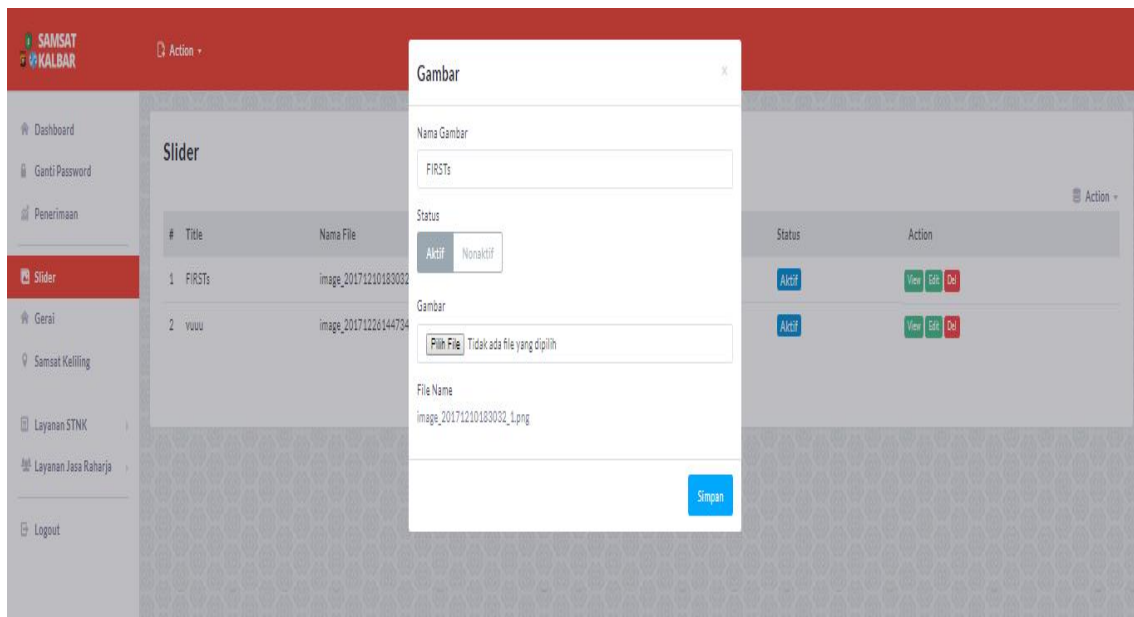 SAMSAT
KALBAR
Action
Dashboard
Ganti Password
Penerimaan
Slider
Gerai
Samsat Keliling
Layanan STNK
Layanan Jasa Raharja
Logout
Slider
Action
# Title Nama File Status Action
1 FIRSTs image_20171210183032 Aktif View Edit Del
2 vuuu image_20171226144734 Aktif View Edit Del
Gambar x
Nama Gambar
FIRSTs
Status
Aktif Nonaktif
Gambar
Pilih File Tidak ada file yang dipilih
File Name
image_20171210183032_1.png
Simpan